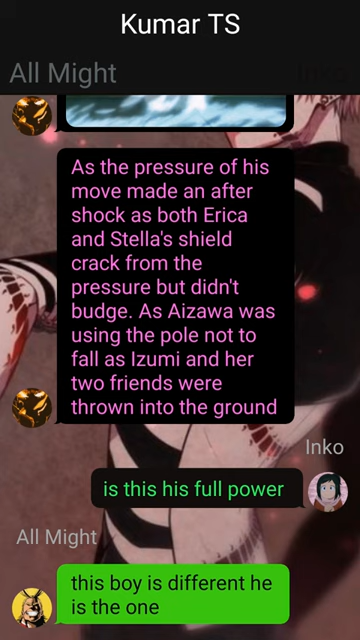 Kumar TS
All Might
Inko
As the pressure of his
move made an after
shock as both Erica
and Stella's shield
crack from the
pressure but didn't
budge. As Aizawa was
using the pole not to
fall as Izumi and her
two friends were
thrown into the ground
Inko
is this his full power
All Might
this boy is different he
is the one